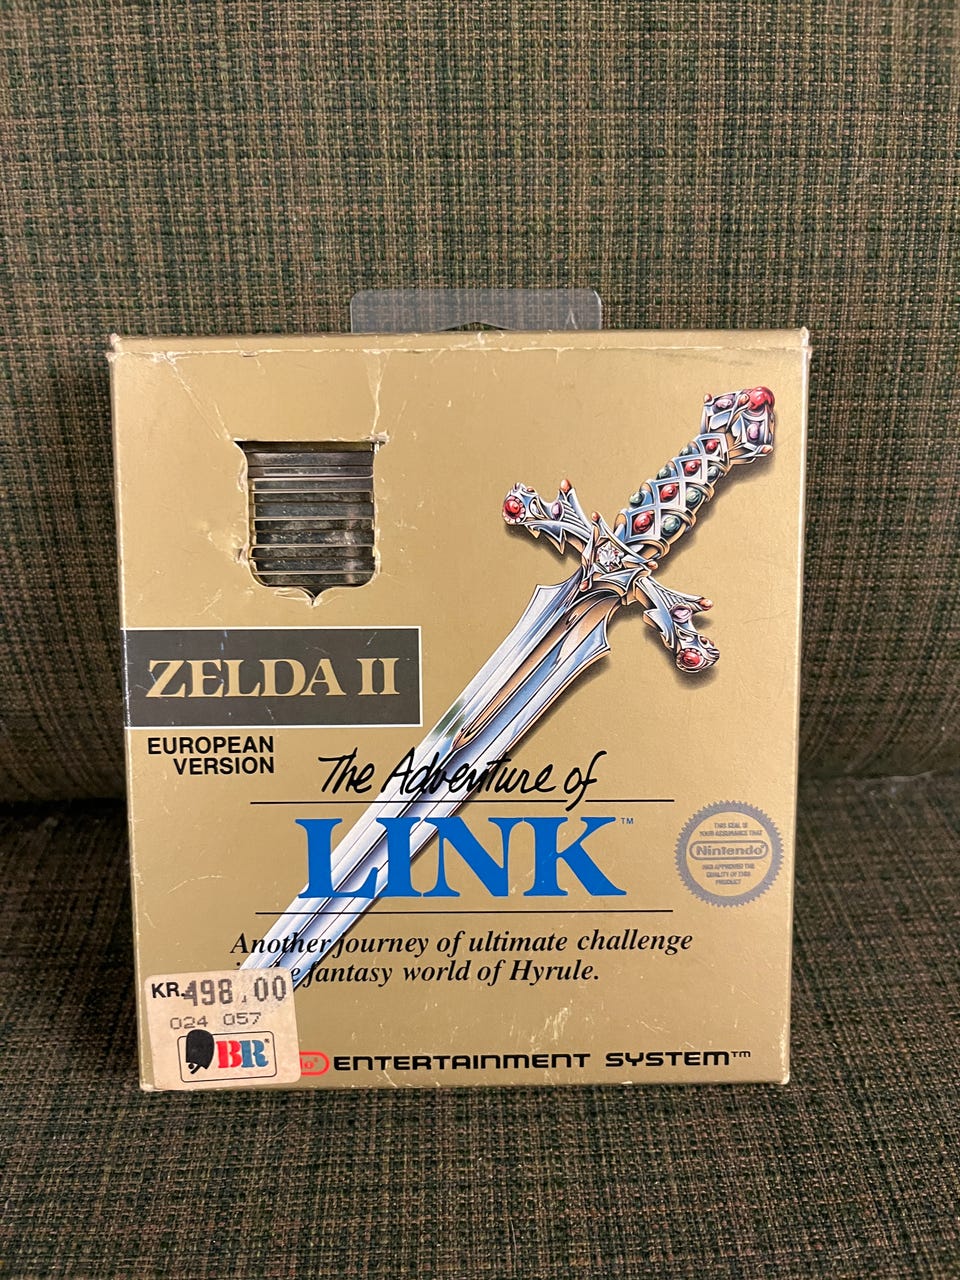 ZELDA II
EUROPEAN
VERSION
The Adventure of
LINK™
THIS SEAL IS
YOUR ASSURANCE THAT
Nintendo®
HAS APPROVED THE
QUALITY OF THIS
PRODUCT
Another journey of ultimate challenge
the fantasy world of Hyrule.
KR. 498.00
024 057
BR
ENTERTAINMENT SYSTEM™